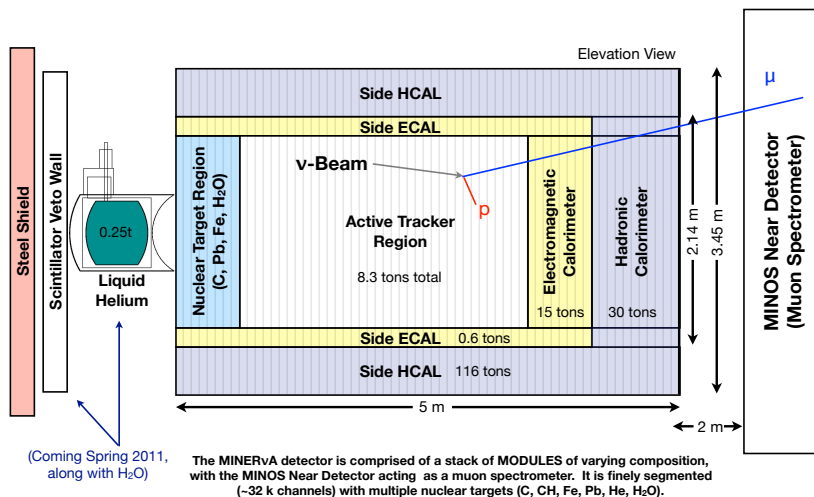 Elevation View
Steel Shield
Scintillator Veto Wall
0.25t
Liquid
Helium
Side HCAL
Side ECAL
Nuclear Target Region
(C, Pb, Fe, H₂O)
ν-Beam
p
μ
Active Tracker
Region
8.3 tons total
Electromagnetic
Calorimeter
15 tons
Hadronic
Calorimeter
30 tons
Side ECAL 0.6 tons
Side HCAL 116 tons
2.14 m
3.45 m
MINOS Near Detector
(Muon Spectrometer)
5 m
2 m
(Coming Spring 2011,
along with H₂O)
The MINERνA detector is comprised of a stack of MODULES of varying composition,
with the MINOS Near Detector acting as a muon spectrometer. It is finely segmented
(~32 k channels) with multiple nuclear targets (C, CH, Fe, Pb, He, H₂O).